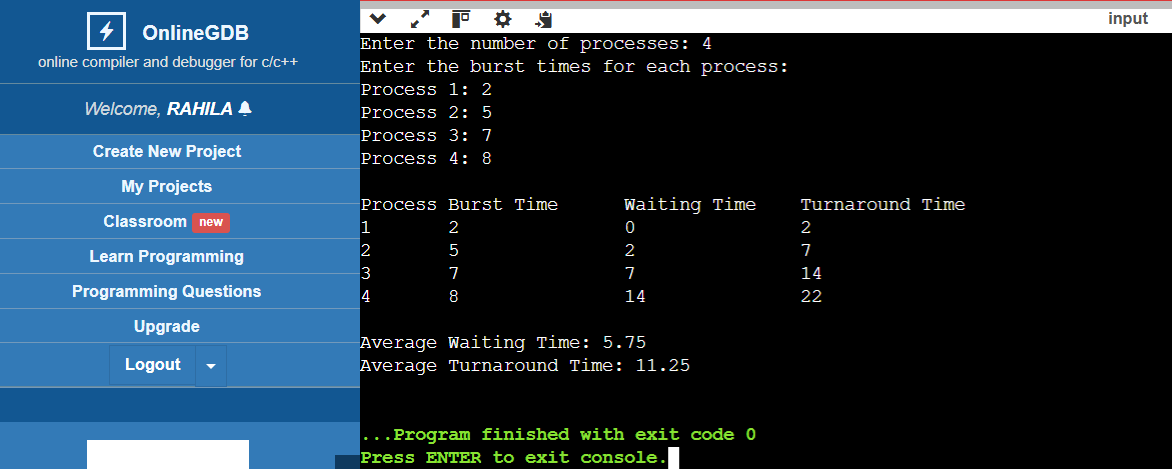 OnlineGDB
online compiler and debugger for c/c++
Welcome, RAHILA
Create New Project
My Projects
Classroom new
Learn Programming
Programming Questions
Upgrade
Logout
input
Enter the number of processes: 4
Enter the burst times for each process:
Process 1: 2
Process 2: 5
Process 3: 7
Process 4: 8
Process Burst Time Waiting Time Turnaround Time
1 2 0 2
2 5 2 7
3 7 7 14
4 8 14 22
Average Waiting Time: 5.75
Average Turnaround Time: 11.25
...Program finished with exit code 0
Press ENTER to exit console.